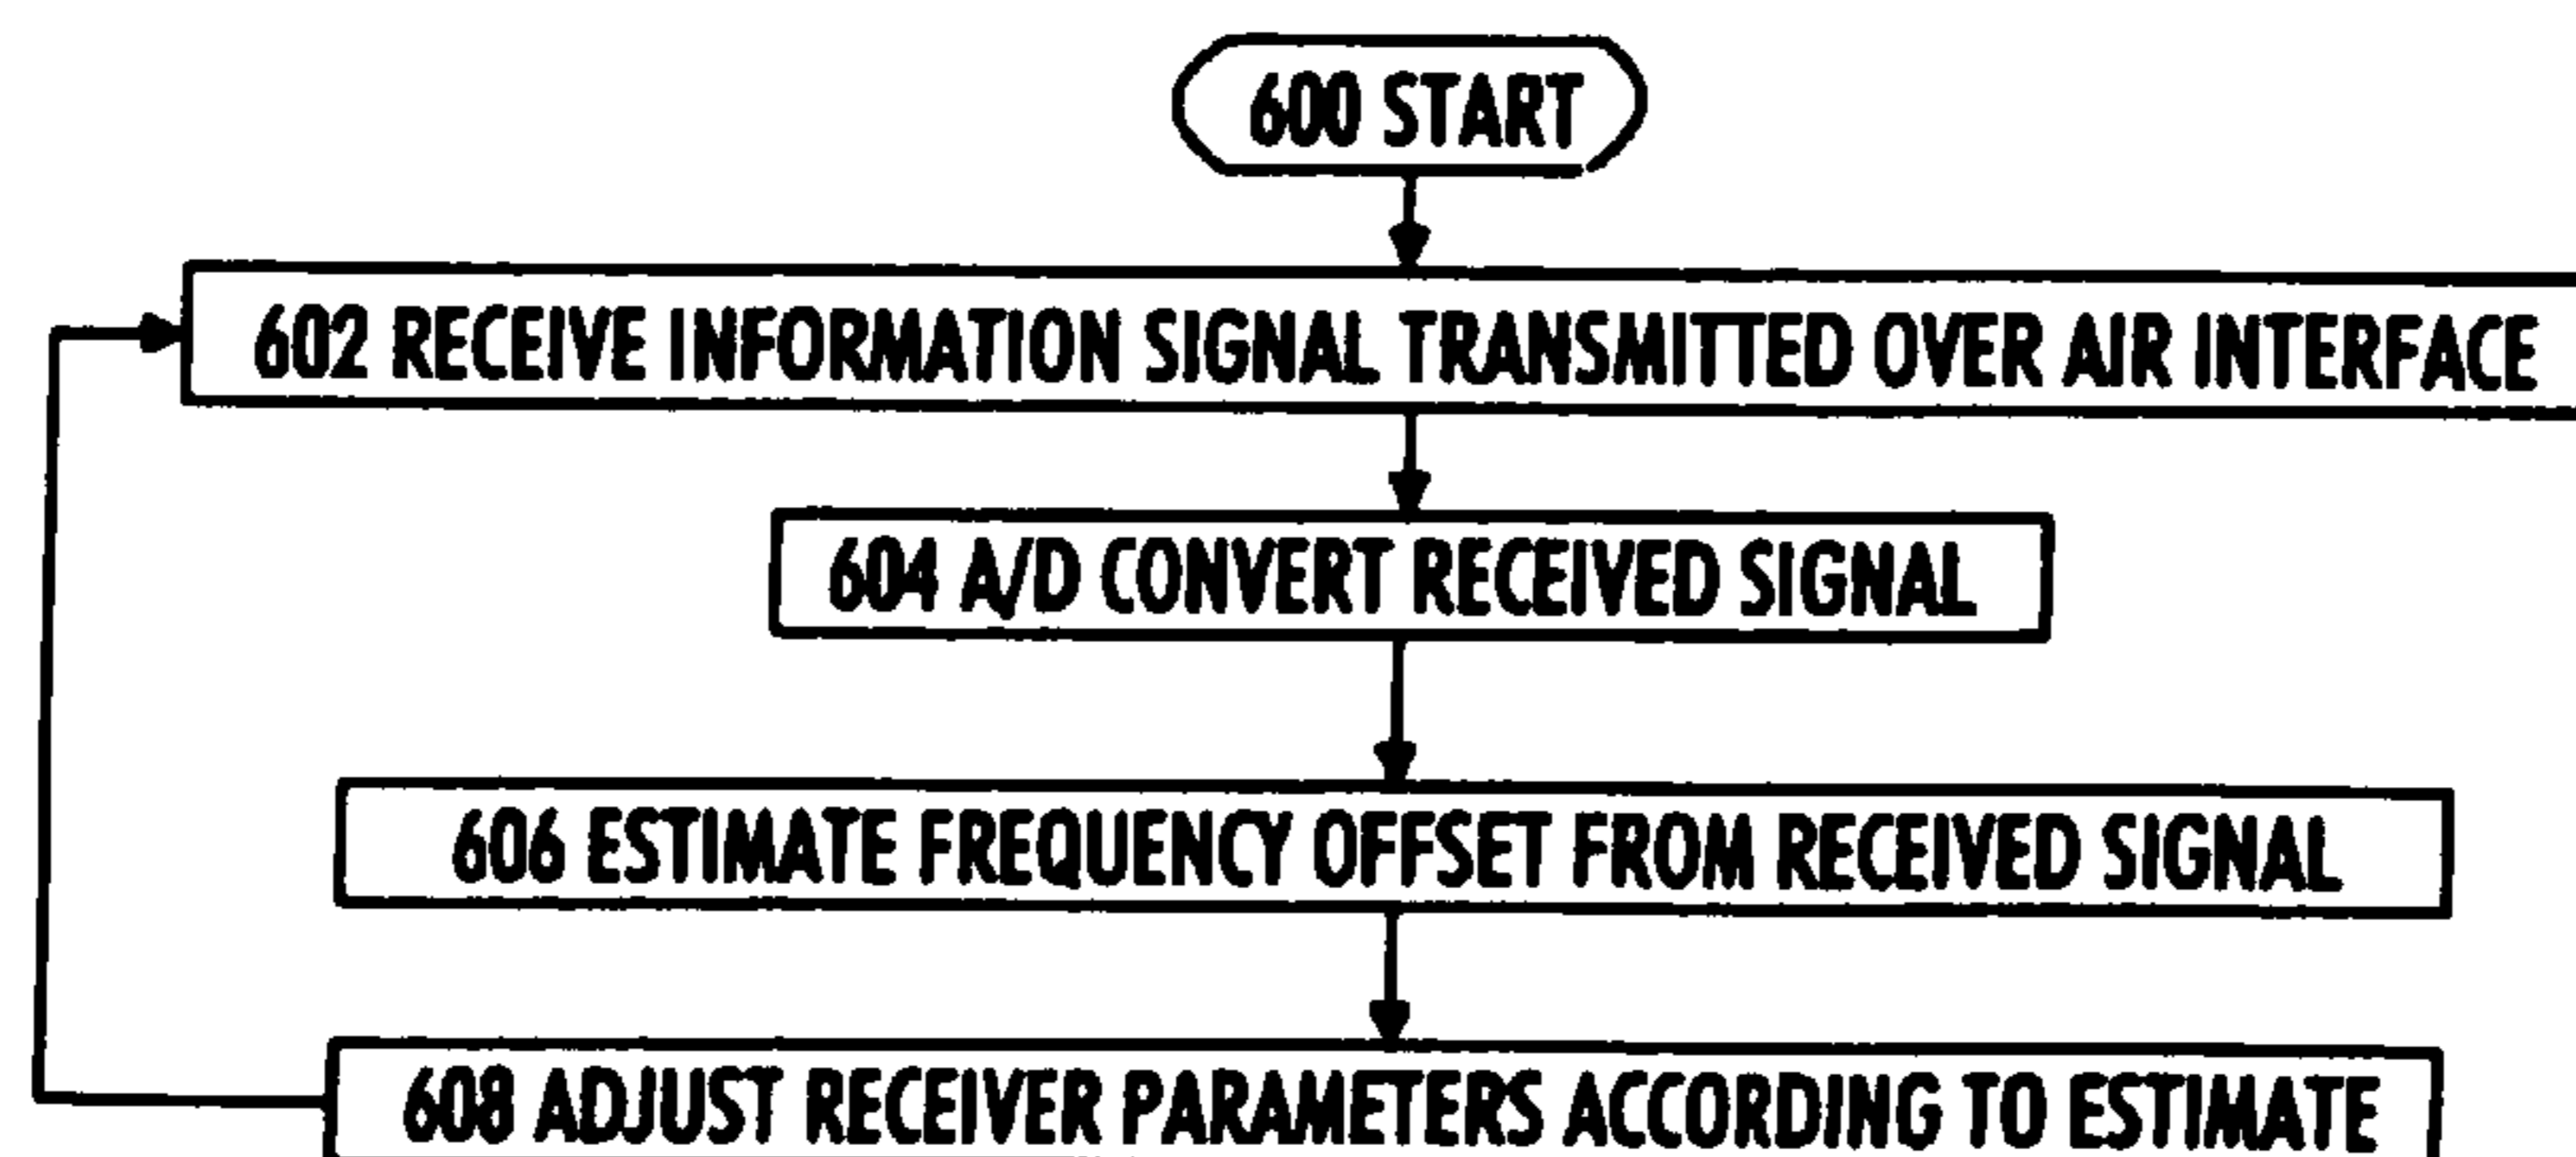 600 START
602 RECEIVE INFORMATION SIGNAL TRANSMITTED OVER AIR INTERFACE
604 A/D CONVERT RECEIVED SIGNAL
606 ESTIMATE FREQUENCY OFFSET FROM RECEIVED SIGNAL
608 ADJUST RECEIVER PARAMETERS ACCORDING TO ESTIMATE